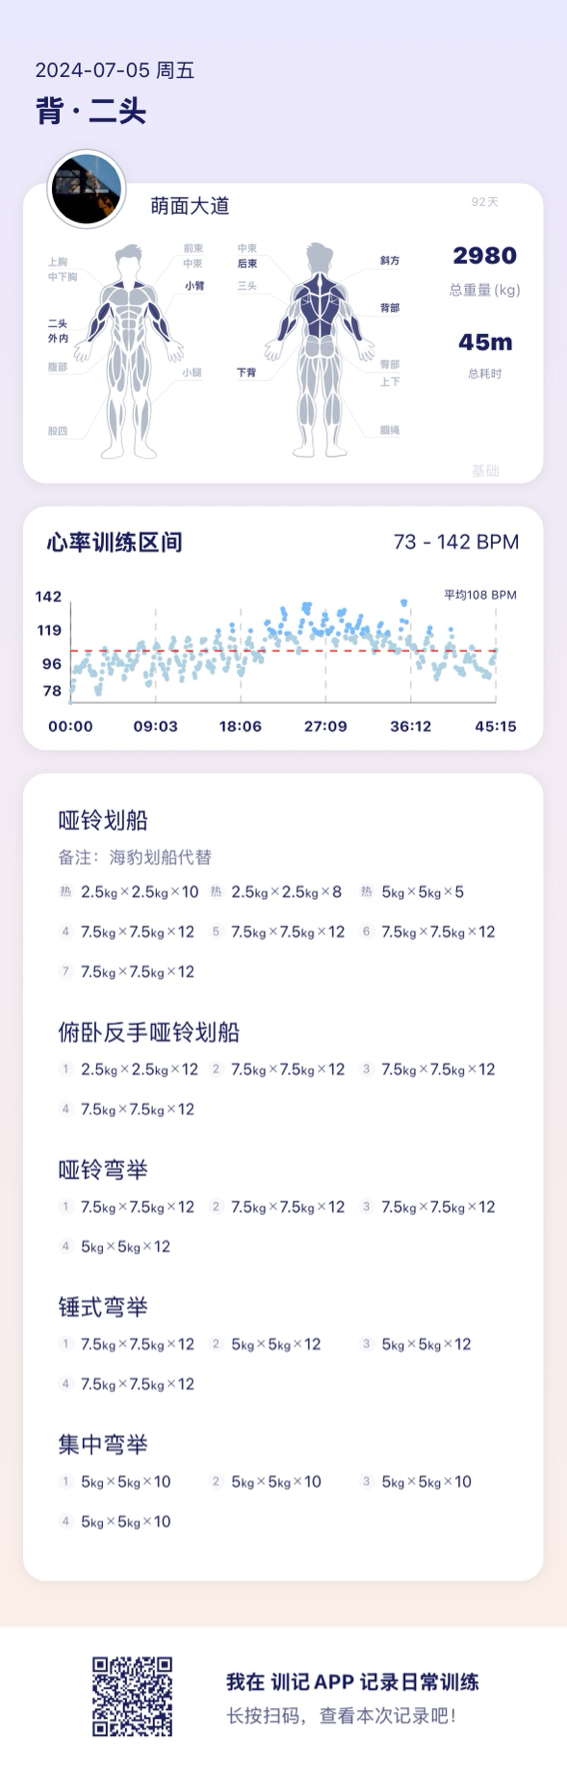 2024-07-05 周五
背 · 二头
萌面大道
92天
上胸
中下胸
二头
外内
腹部
股四
前束
中束
小臂
小腿
中束
后束
三头
下背
斜方
背部
臀部
上下
腘绳
2980
总重量(kg)
45m
总耗时
基础
心率训练区间
73 - 142 BPM
平均108 BPM
142
119
96
78
00:00 09:03 18:06 27:09 36:12 45:15
哑铃划船
备注：海豹划船代替
热 2.5kg×2.5kg×10 热 2.5kg×2.5kg×8 热 5kg×5kg×5
4 7.5kg×7.5kg×12 5 7.5kg×7.5kg×12 6 7.5kg×7.5kg×12
7 7.5kg×7.5kg×12
俯卧反手哑铃划船
1 2.5kg×2.5kg×12 2 7.5kg×7.5kg×12 3 7.5kg×7.5kg×12
4 7.5kg×7.5kg×12
哑铃弯举
1 7.5kg×7.5kg×12 2 7.5kg×7.5kg×12 3 7.5kg×7.5kg×12
4 5kg×5kg×12
锤式弯举
1 7.5kg×7.5kg×12 2 5kg×5kg×12 3 5kg×5kg×12
4 7.5kg×7.5kg×12
集中弯举
1 5kg×5kg×10 2 5kg×5kg×10 3 5kg×5kg×10
4 5kg×5kg×10
我在 训记 APP 记录日常训练
长按扫码，查看本次记录吧！